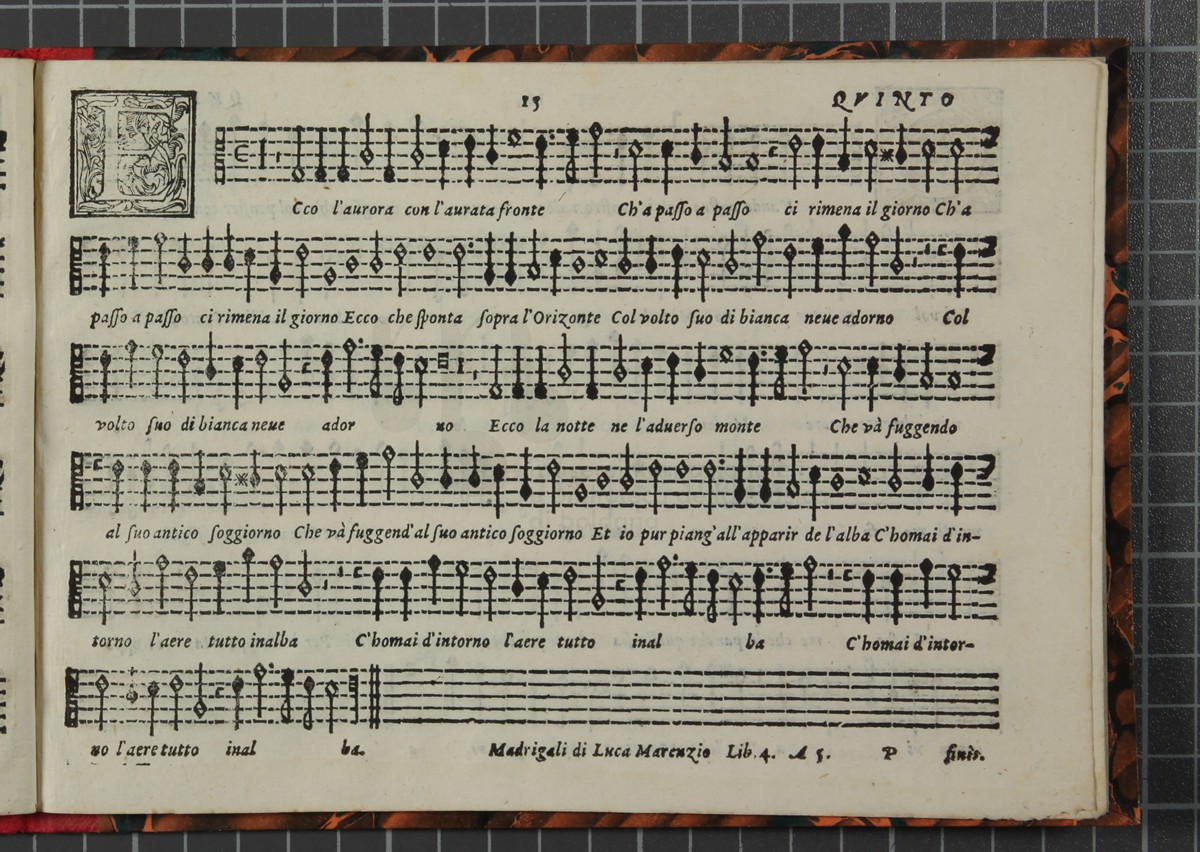 15 QVINTO
ECco l'aurora con l'aurata fronte Ch'a paſſo a paſſo ci rimena il giorno Ch'a
paſſo a paſſo ci rimena il giorno Ecco che ſponta ſopra l'Orizonte Col volto ſuo di bianca neue adorno Col
volto ſuo di bianca neue ador no Ecco la notte ne l'aduerſo monte Che và fuggendo
al ſuo antico ſoggiorno Che và fuggend'al ſuo antico ſoggiorno Et io pur piang'all'apparir de l'alba C'homai d'in-
torno l'aere tutto inalba C'homai d'intorno l'aere tutto inal ba C'homai d'intor-
no l'aere tutto inal ba. Madrigali di Luca Marenzio Lib. 4. A 5. P finis.